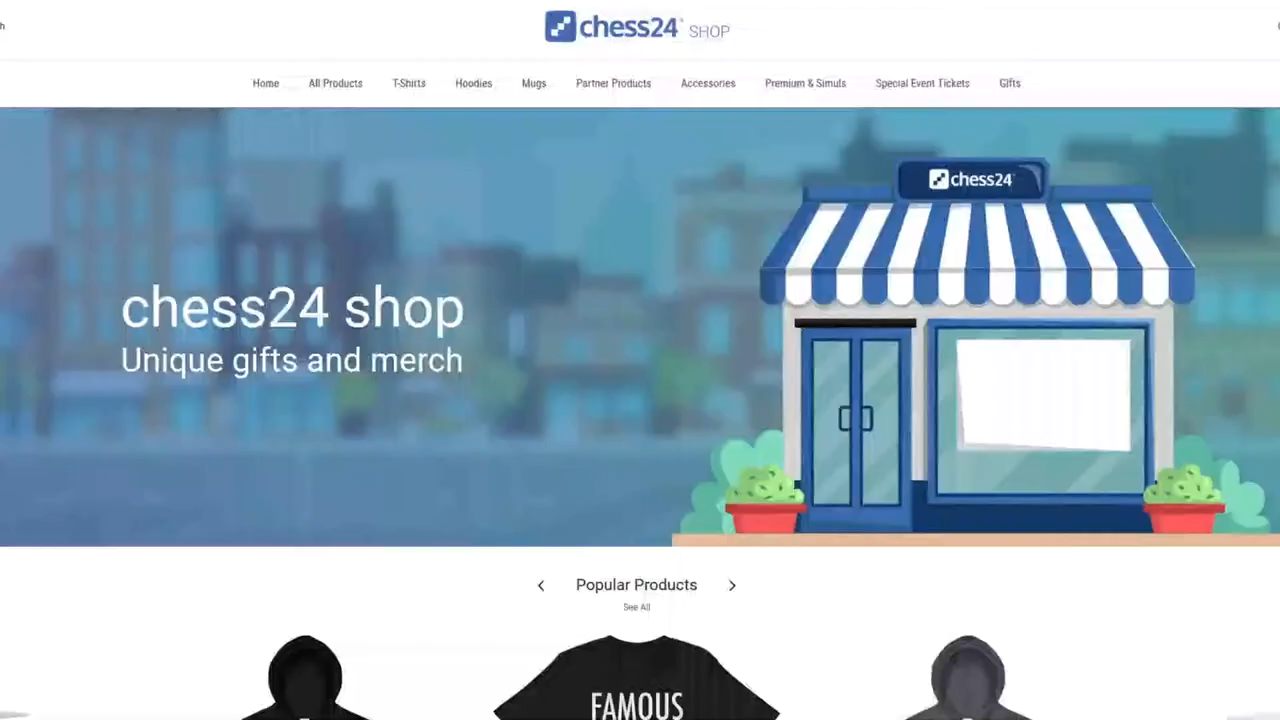 h
chess24 SHOP
Home All Products T-Shirts Hoodies Mugs Partner Products Accessories Premium & Simuls Special Event Tickets Gifts
chess24
chess24 shop
Unique gifts and merch
Popular Products
See All
FAMOUS